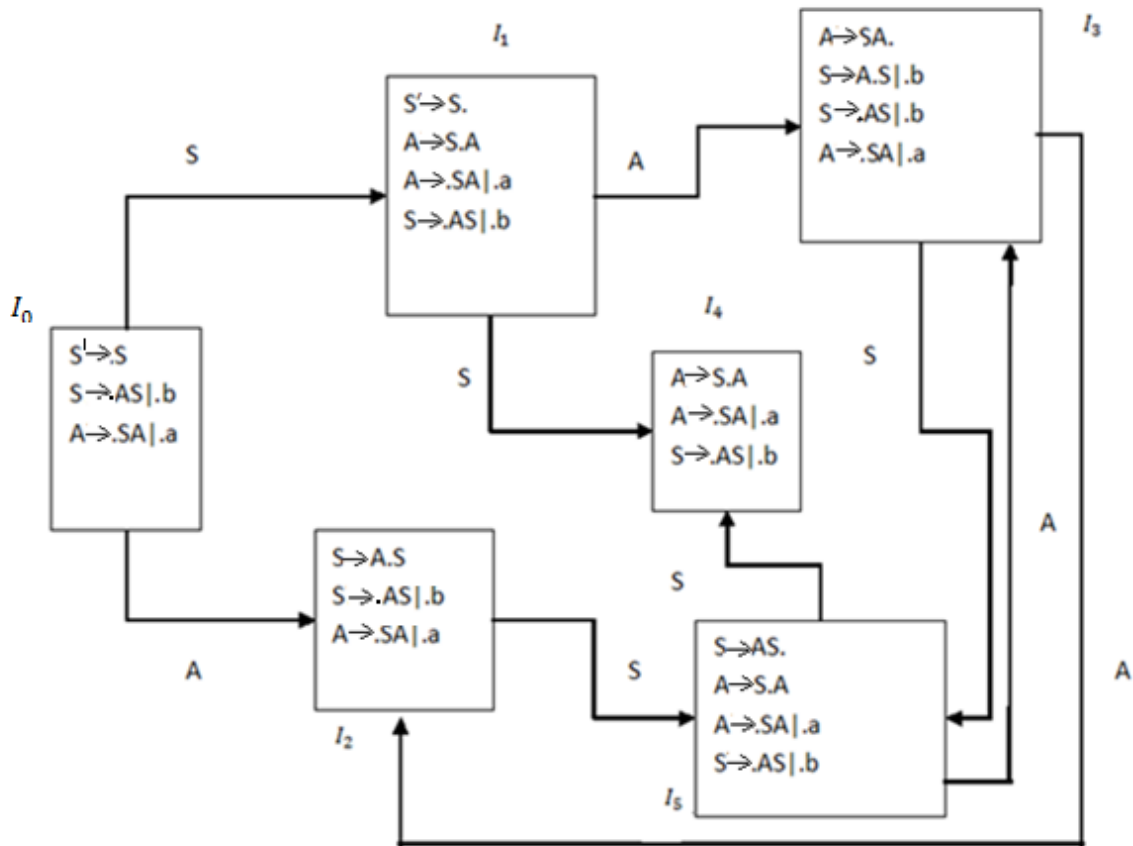 I₀
S'→.S
S→.AS|.b
A→.SA|.a
S
A
I₁
S'→S.
A→S.A
A→.SA|.a
S→.AS|.b
A
S
I₃
A→SA.
S→A.S|.b
S→.AS|.b
A→.SA|.a
I₄
A→S.A
A→.SA|.a
S→.AS|.b
S
A
A
S→A.S
S→.AS|.b
A→.SA|.a
I₂
S
S
S→AS.
A→S.A
A→.SA|.a
S→.AS|.b
I₅